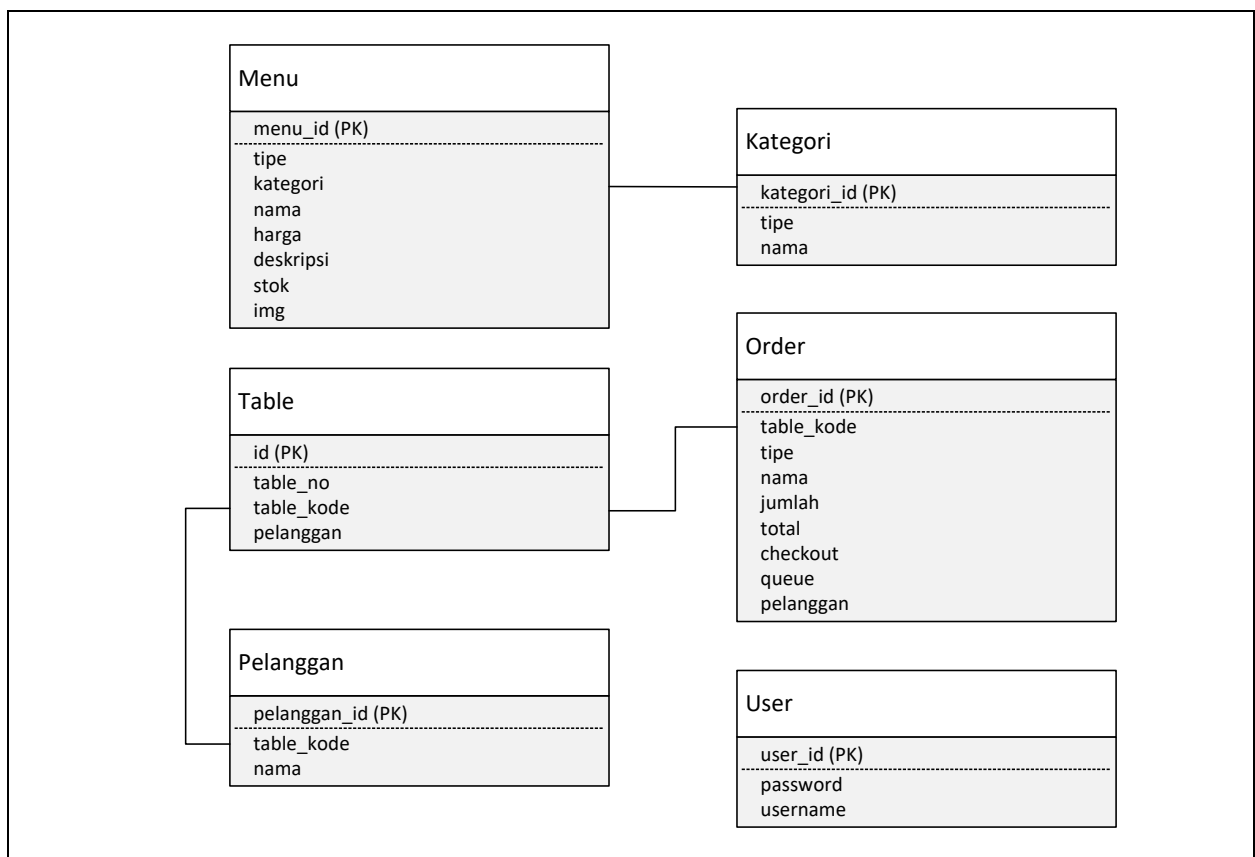 Menu
menu_id (PK)
tipe
kategori
nama
harga
deskripsi
stok
img
Kategori
kategori_id (PK)
tipe
nama
Table
id (PK)
table_no
table_kode
pelanggan
Order
order_id (PK)
table_kode
tipe
nama
jumlah
total
checkout
queue
pelanggan
Pelanggan
pelanggan_id (PK)
table_kode
nama
User
user_id (PK)
password
username